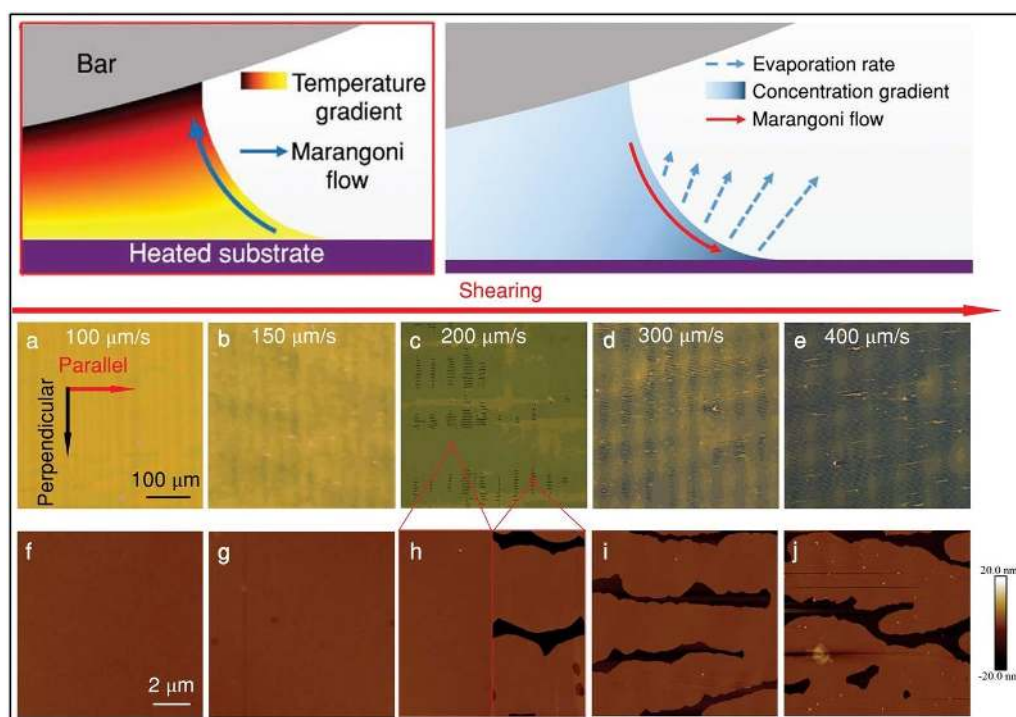 Bar
Temperature
gradient
Marangoni
flow
Heated substrate
Evaporation rate
Concentration gradient
Marangoni flow
Shearing
a
100 μm/s
b
150 μm/s
c
200 μm/s
d
300 μm/s
e
400 μm/s
Parallel
Perpendicular
100 μm
f
g
h
i
j
2 μm
20.0 nm
-20.0 nm